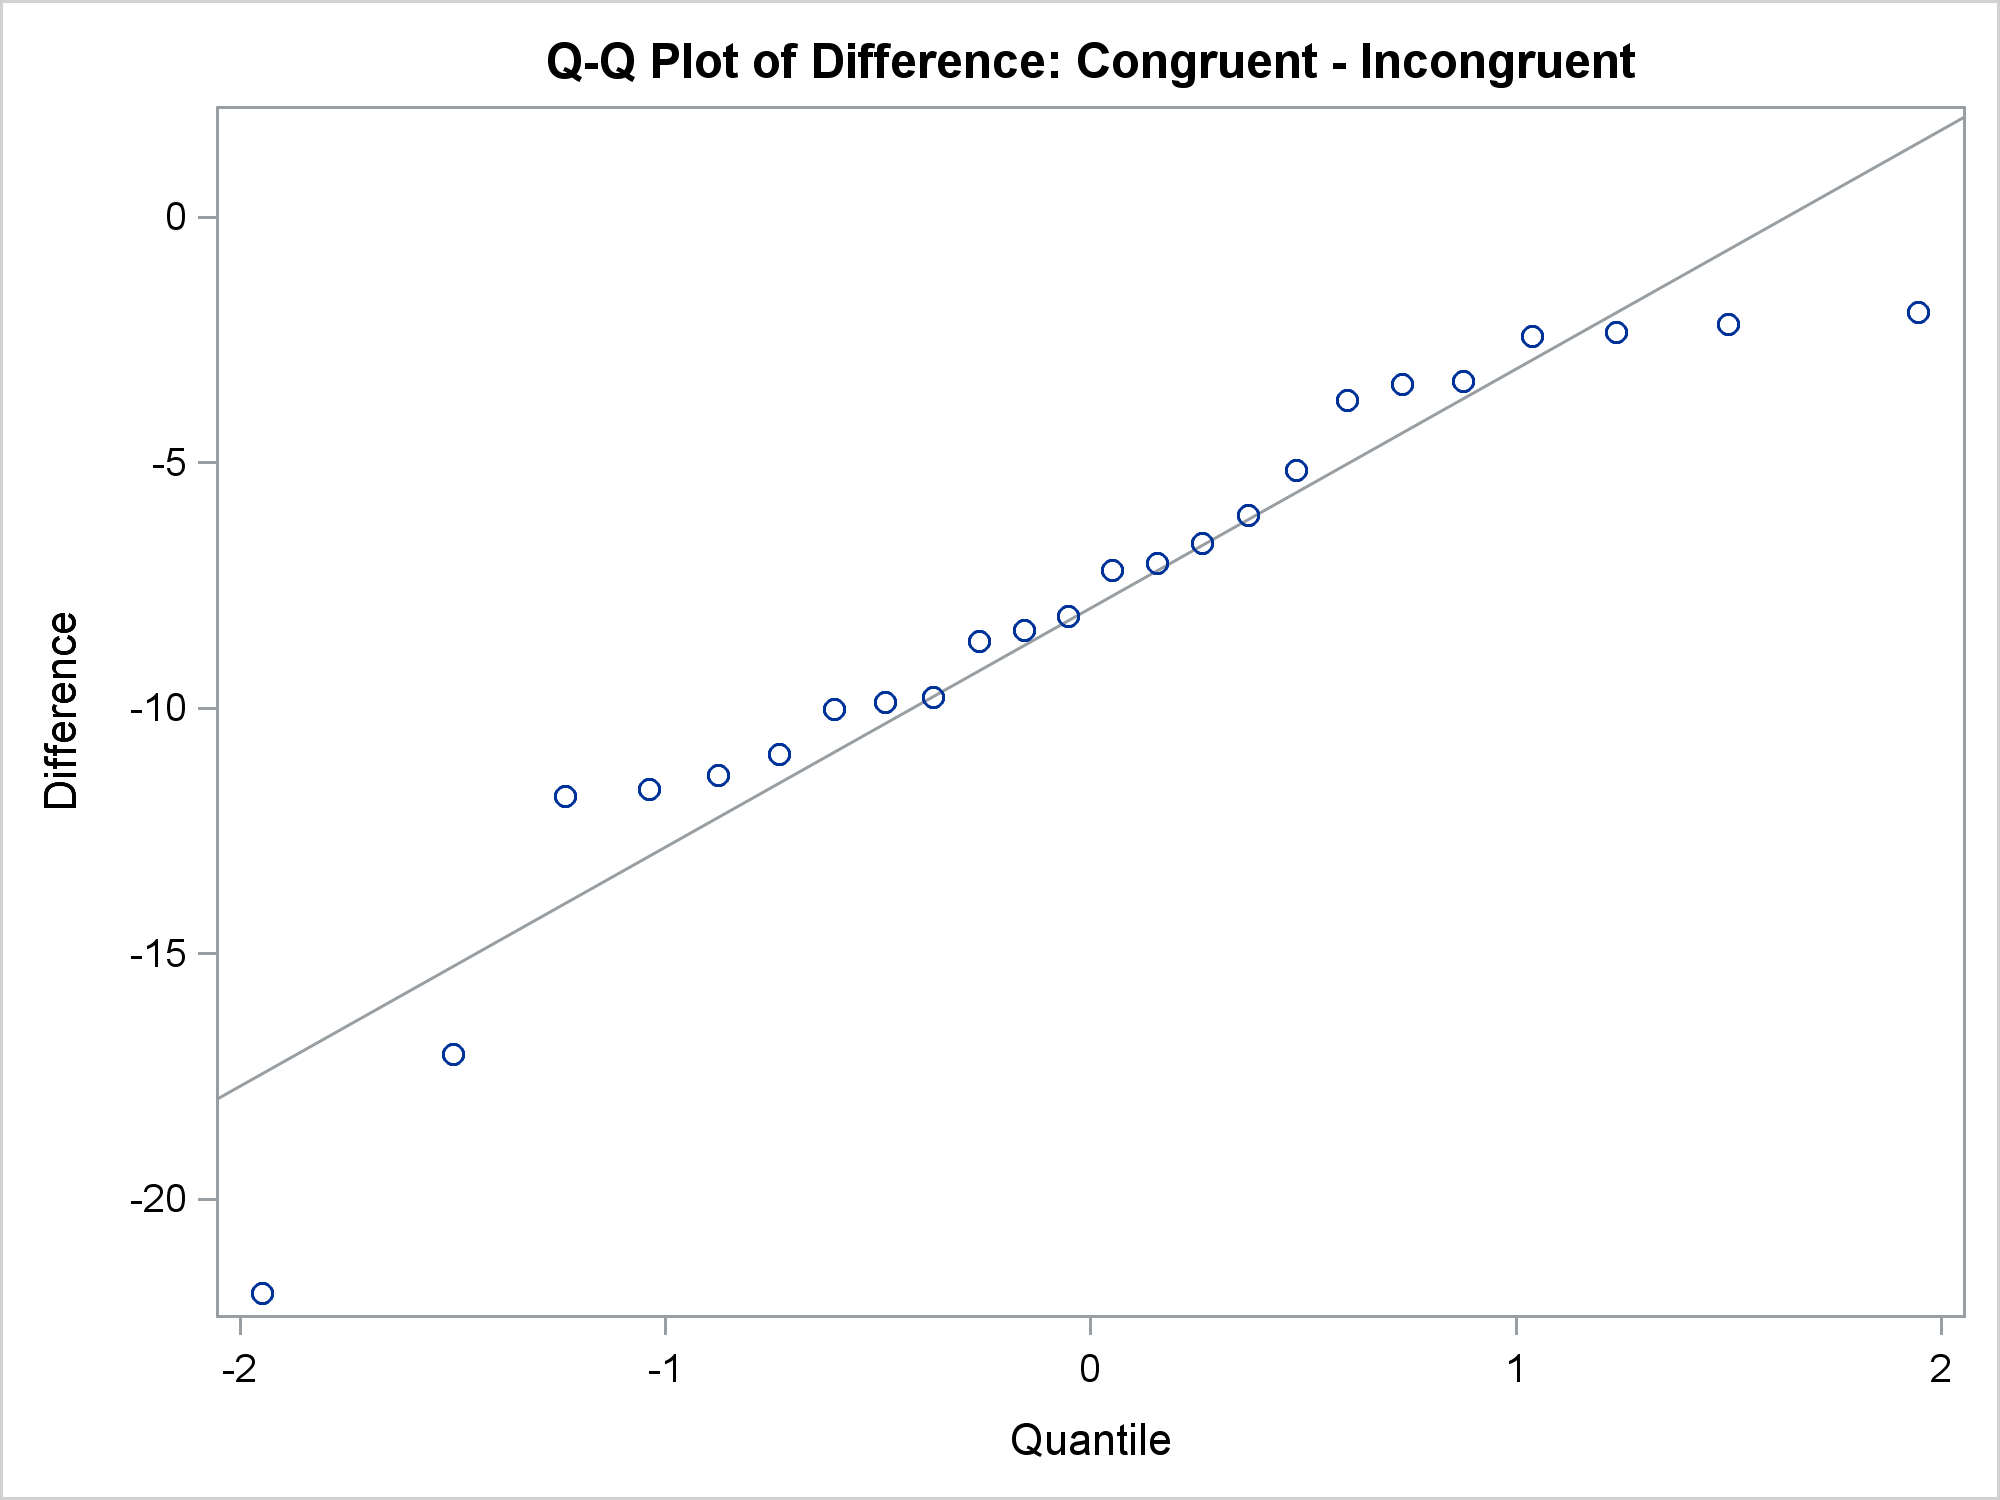 Q-Q Plot of Difference: Congruent - Incongruent
0
-5
-10
-15
-20
Difference
-2 -1 0 1 2
Quantile